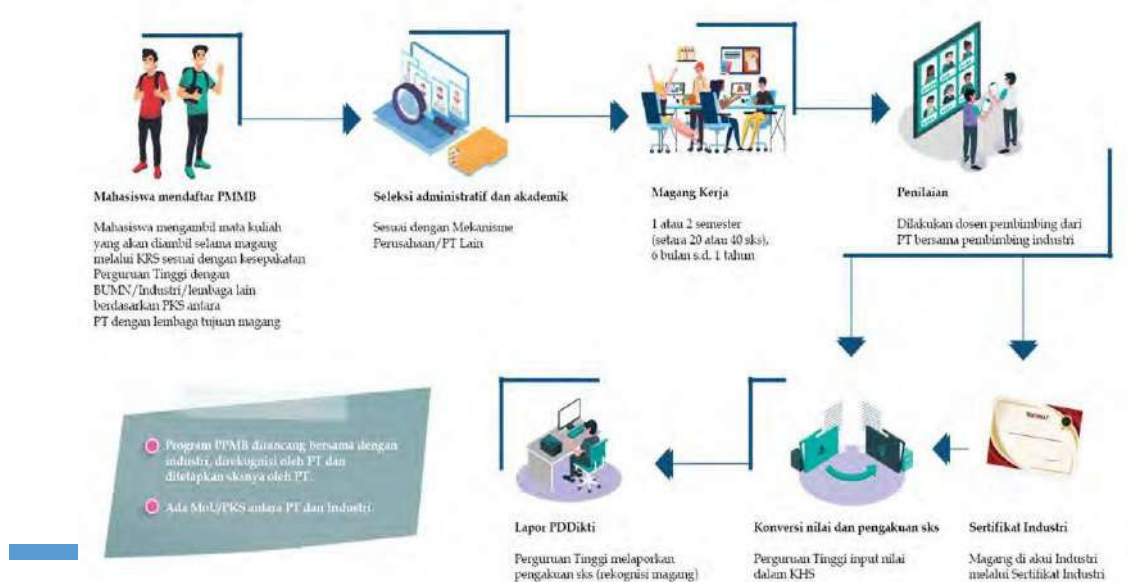 Mahasiswa mendaftar PMMB
Mahasiswa mengambil mata kuliah
yang akan diambil selama magang
melalui KRS sesuai dengan kesepakatan
Perguruan Tinggi dengan
BUMN/Industri/lembaga lain
berdasarkan PKS antara
PT dengan lembaga tujuan magang
Seleksi administratif dan akademik
Sesuai dengan Mekanisme
Perusahaan/PT Lain
Magang Kerja
1 atau 2 semester
(setara 20 atau 40 sks),
6 bulan s.d. 1 tahun
Penilaian
Dilakukan dosen pembimbing dari
PT bersama pembimbing industri
Program PPMB dirancang bersama dengan
industri, direkognisi oleh PT dan
ditetapkan sksnya oleh PT.
Ada MoU/PKS antara PT dan Industri.
Lapor PDDikti
Perguruan Tinggi melaporkan
pengakuan sks (rekognisi magang)
Konversi nilai dan pengakuan sks
Perguruan Tinggi input nilai
dalam KHS
Sertifikat Industri
Magang di akui Industri
melalui Sertifikat Industri